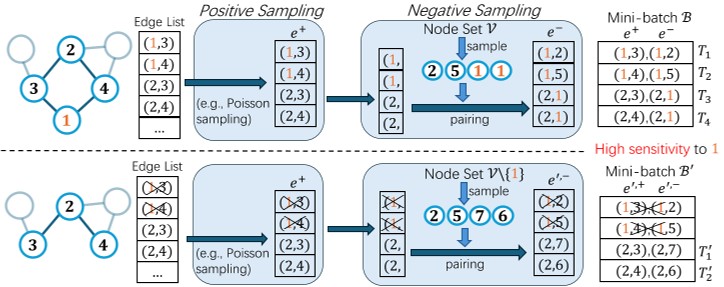 Positive Sampling
Negative Sampling
Edge List
(1,3)
(1,4)
(2,3)
(2,4)
...
2
3
4
1
(e.g., Poisson
sampling)
e⁺
(1,3)
(1,4)
(2,3)
(2,4)
(1,
(1,
(2,
(2,
Node Set 𝒱
sample
2 5 1 1
pairing
e⁻
(1,2)
(1,5)
(2,1)
(2,1)
Mini-batch ℬ
e⁺ e⁻
(1,3),(1,2) T₁
(1,4),(1,5) T₂
(2,3),(2,1) T₃
(2,4),(2,1) T₄
High sensitivity to 1
Edge List
(1,3)
(1,4)
(2,3)
(2,4)
...
2
3
4
(e.g., Poisson
sampling)
e⁺
(1,3)
(1,4)
(2,3)
(2,4)
(1,
(1,
(2,
(2,
Node Set 𝒱\{1}
sample
2 5 7 6
pairing
e′,⁻
(1,2)
(1,5)
(2,7)
(2,6)
Mini-batch ℬ′
e′,⁺ e′,⁻
(1,3),(1,2)
(1,4),(1,5)
(2,3),(2,7) T₁′
(2,4),(2,6) T₂′